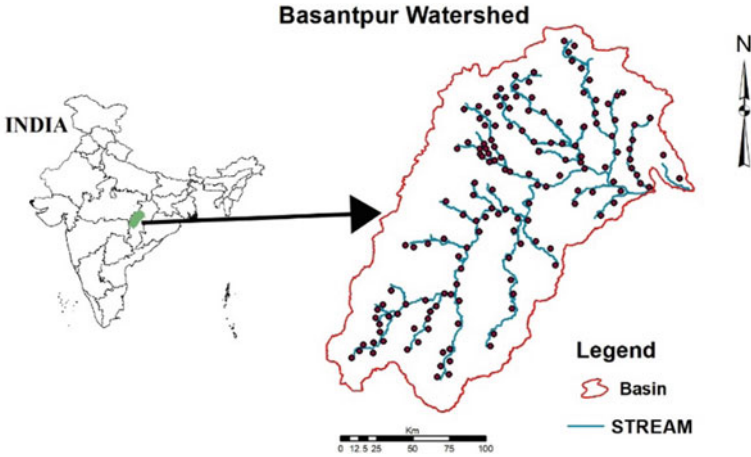 Basantpur Watershed
N
INDIA
Legend
Basin
STREAM
Km
0 12.5 25 50 75 100